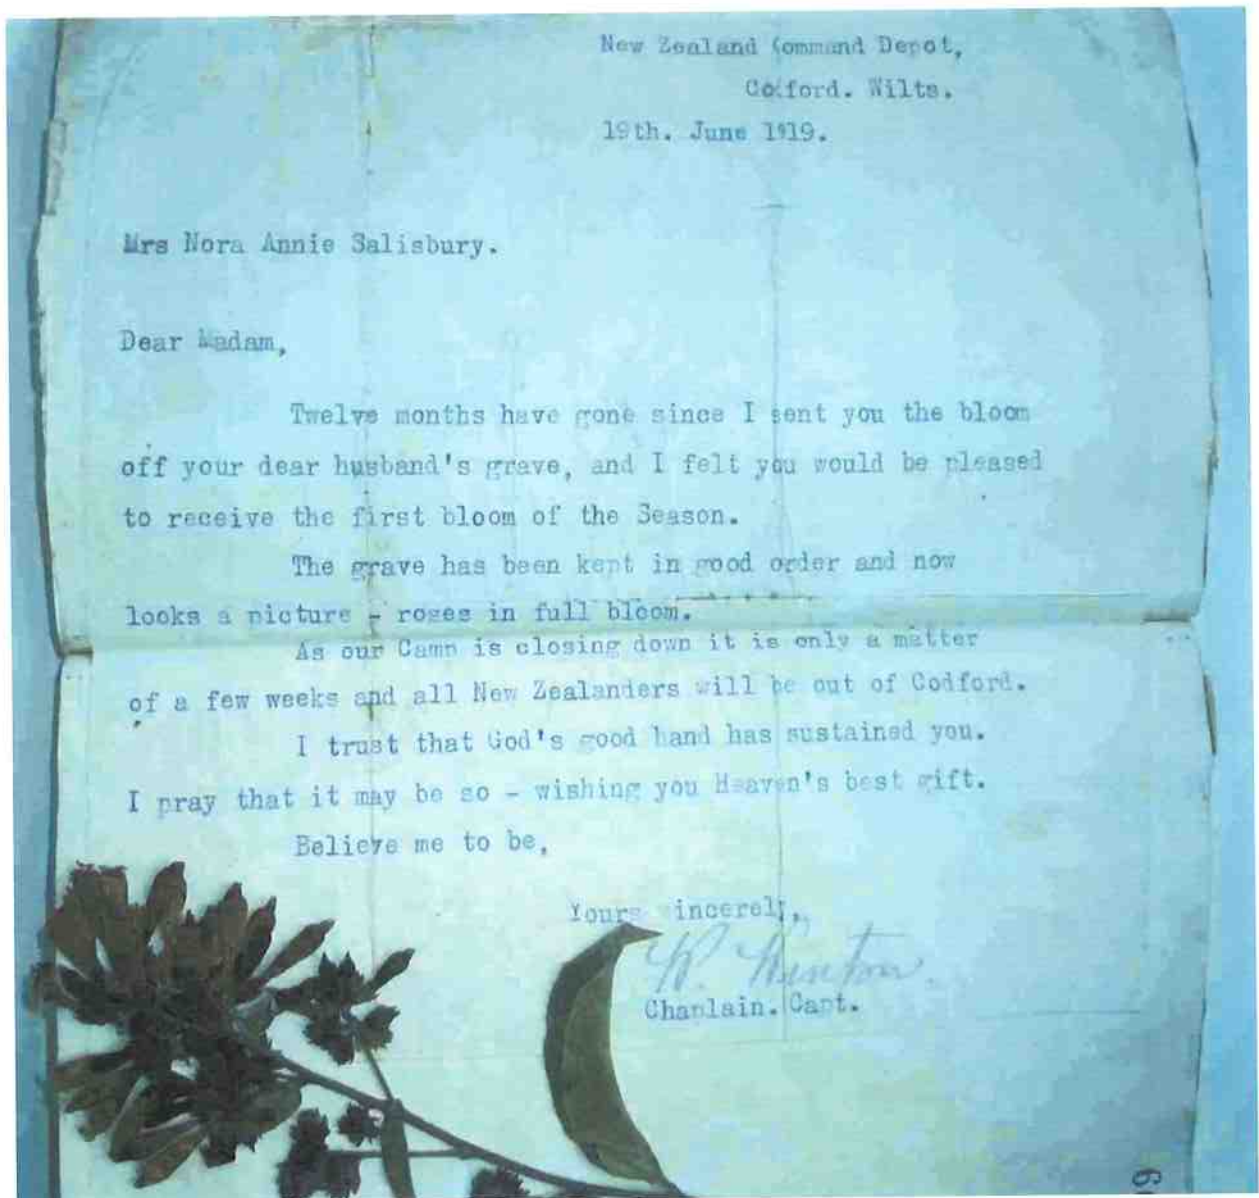 New Zealand Command Depot,
Codford. Wilts.
19th. June 1919.
Mrs Nora Annie Salisbury.
Dear Madam,
Twelve months have gone since I sent you the bloom
off your dear husband's grave, and I felt you would be pleased
to receive the first bloom of the Season.
The grave has been kept in good order and now
looks a picture - roses in full bloom.
As our Camp is closing down it is only a matter
of a few weeks and all New Zealanders will be out of Codford.
I trust that God's good hand has sustained you.
I pray that it may be so - wishing you Heaven's best gift.
Believe me to be,
Yours sincerely,
W.
Chaplain. Capt.